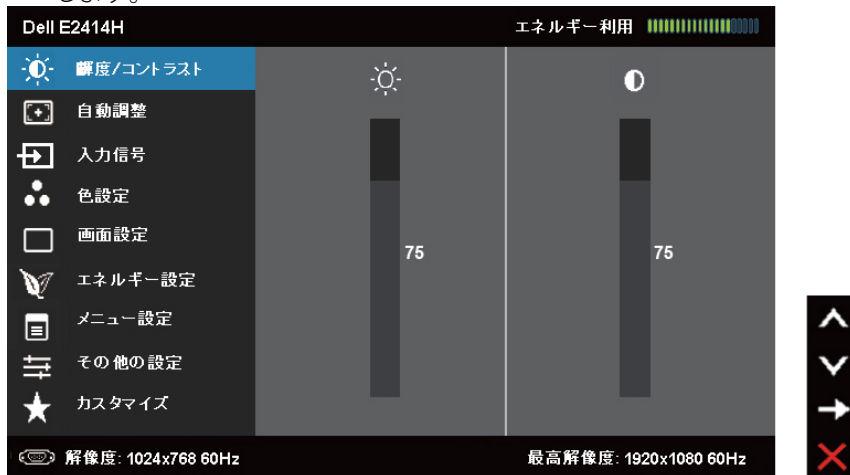 します。
Dell E2414H エネルギー利用
輝度/コントラスト
自動調整
入力信号
色設定
画面設定
75 75
エネルギー設定
メニュー設定
その他の設定
カスタマイズ
解像度: 1024x768 60Hz 最高解像度: 1920x1080 60Hz